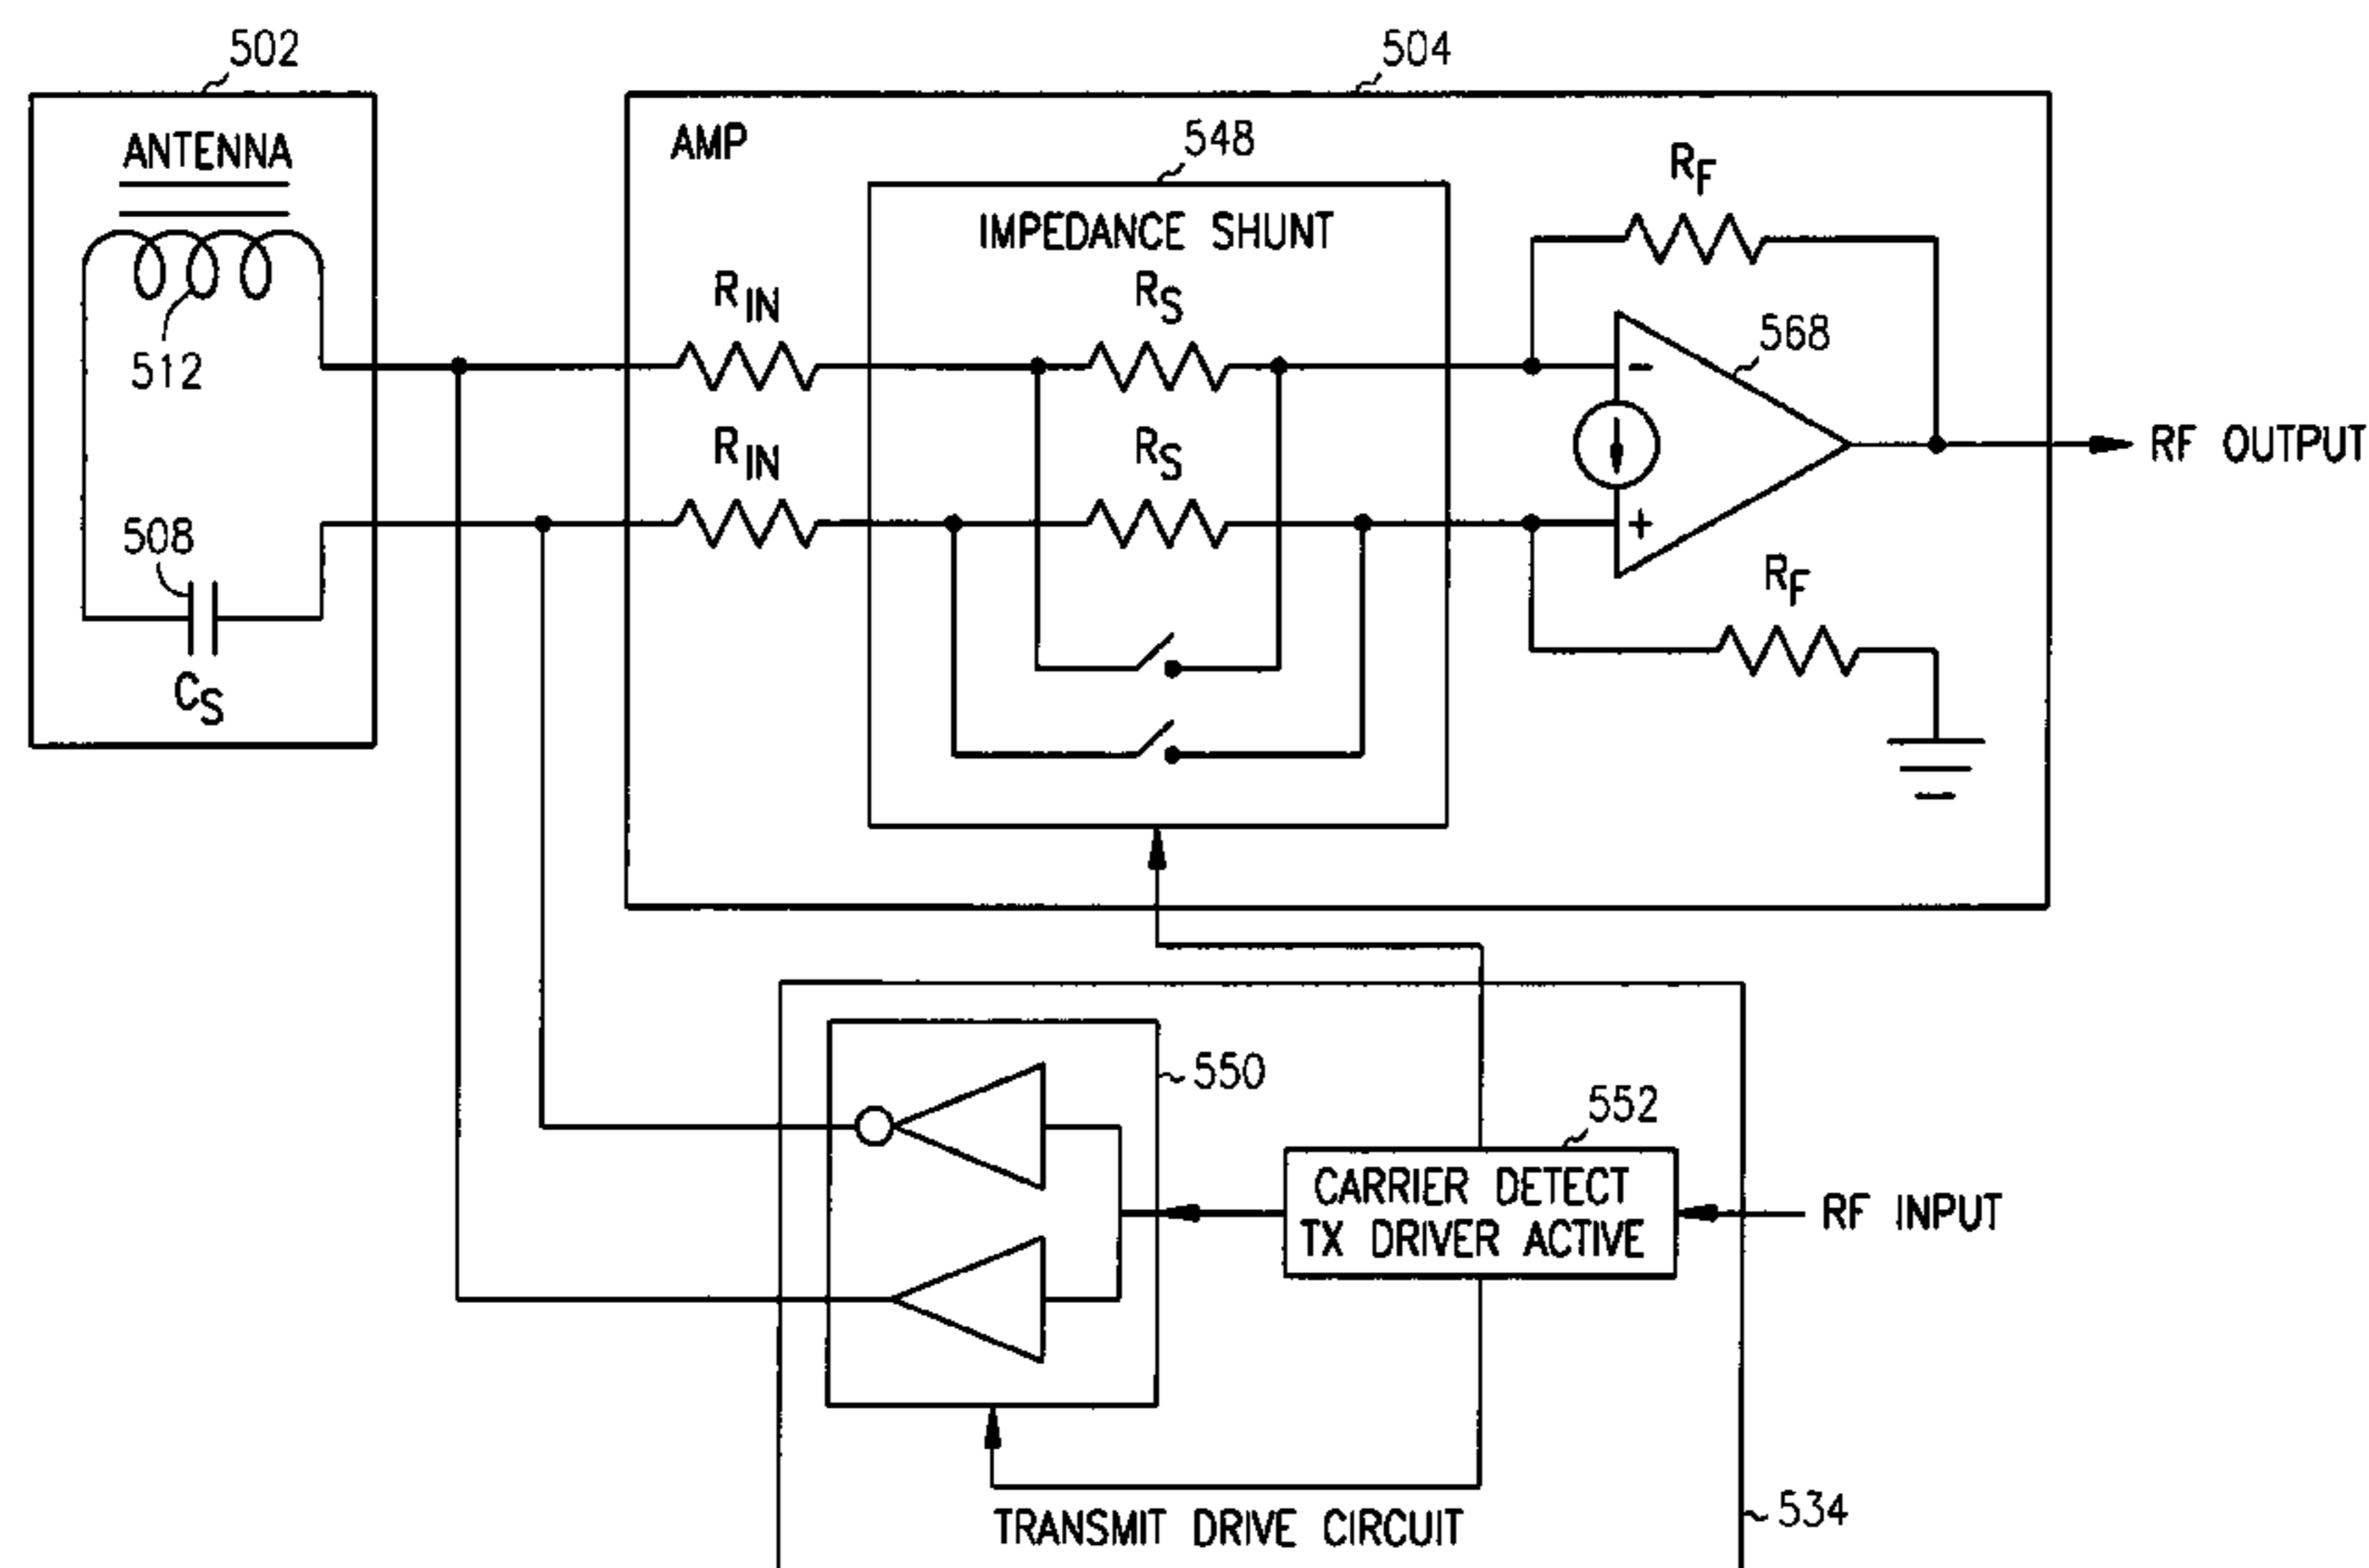 502
504
ANTENNA
AMP
548
IMPEDANCE SHUNT
RF
RIN
RS
568
512
RIN
RS
RF OUTPUT
508
RF
CS
550
552
CARRIER DETECT
TX DRIVER ACTIVE
RF INPUT
TRANSMIT DRIVE CIRCUIT
534
-
+